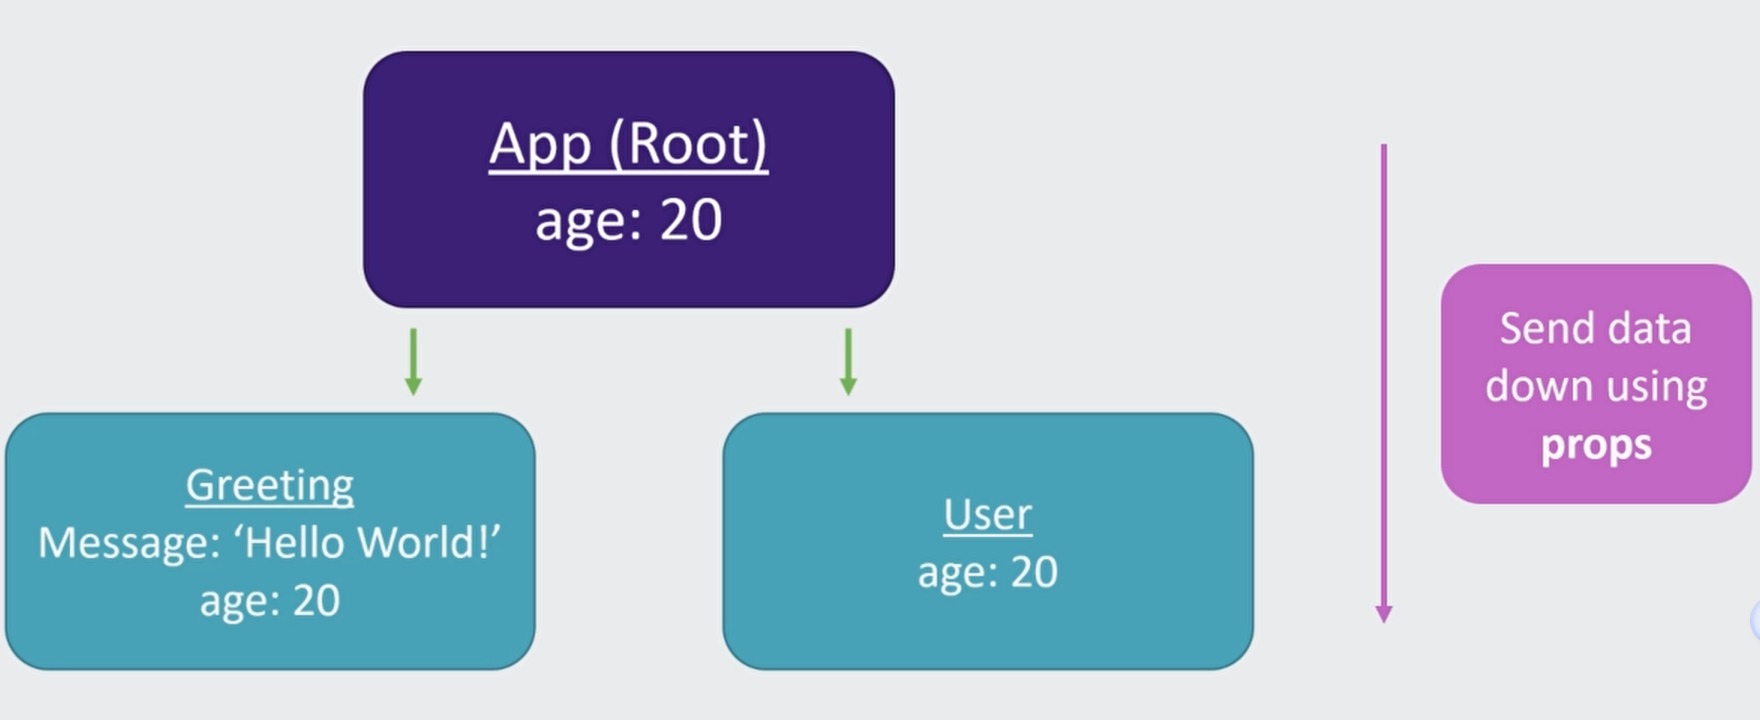 App (Root)
age: 20
Greeting
Message: ‘Hello World!’
age: 20
User
age: 20
Send data
down using
props